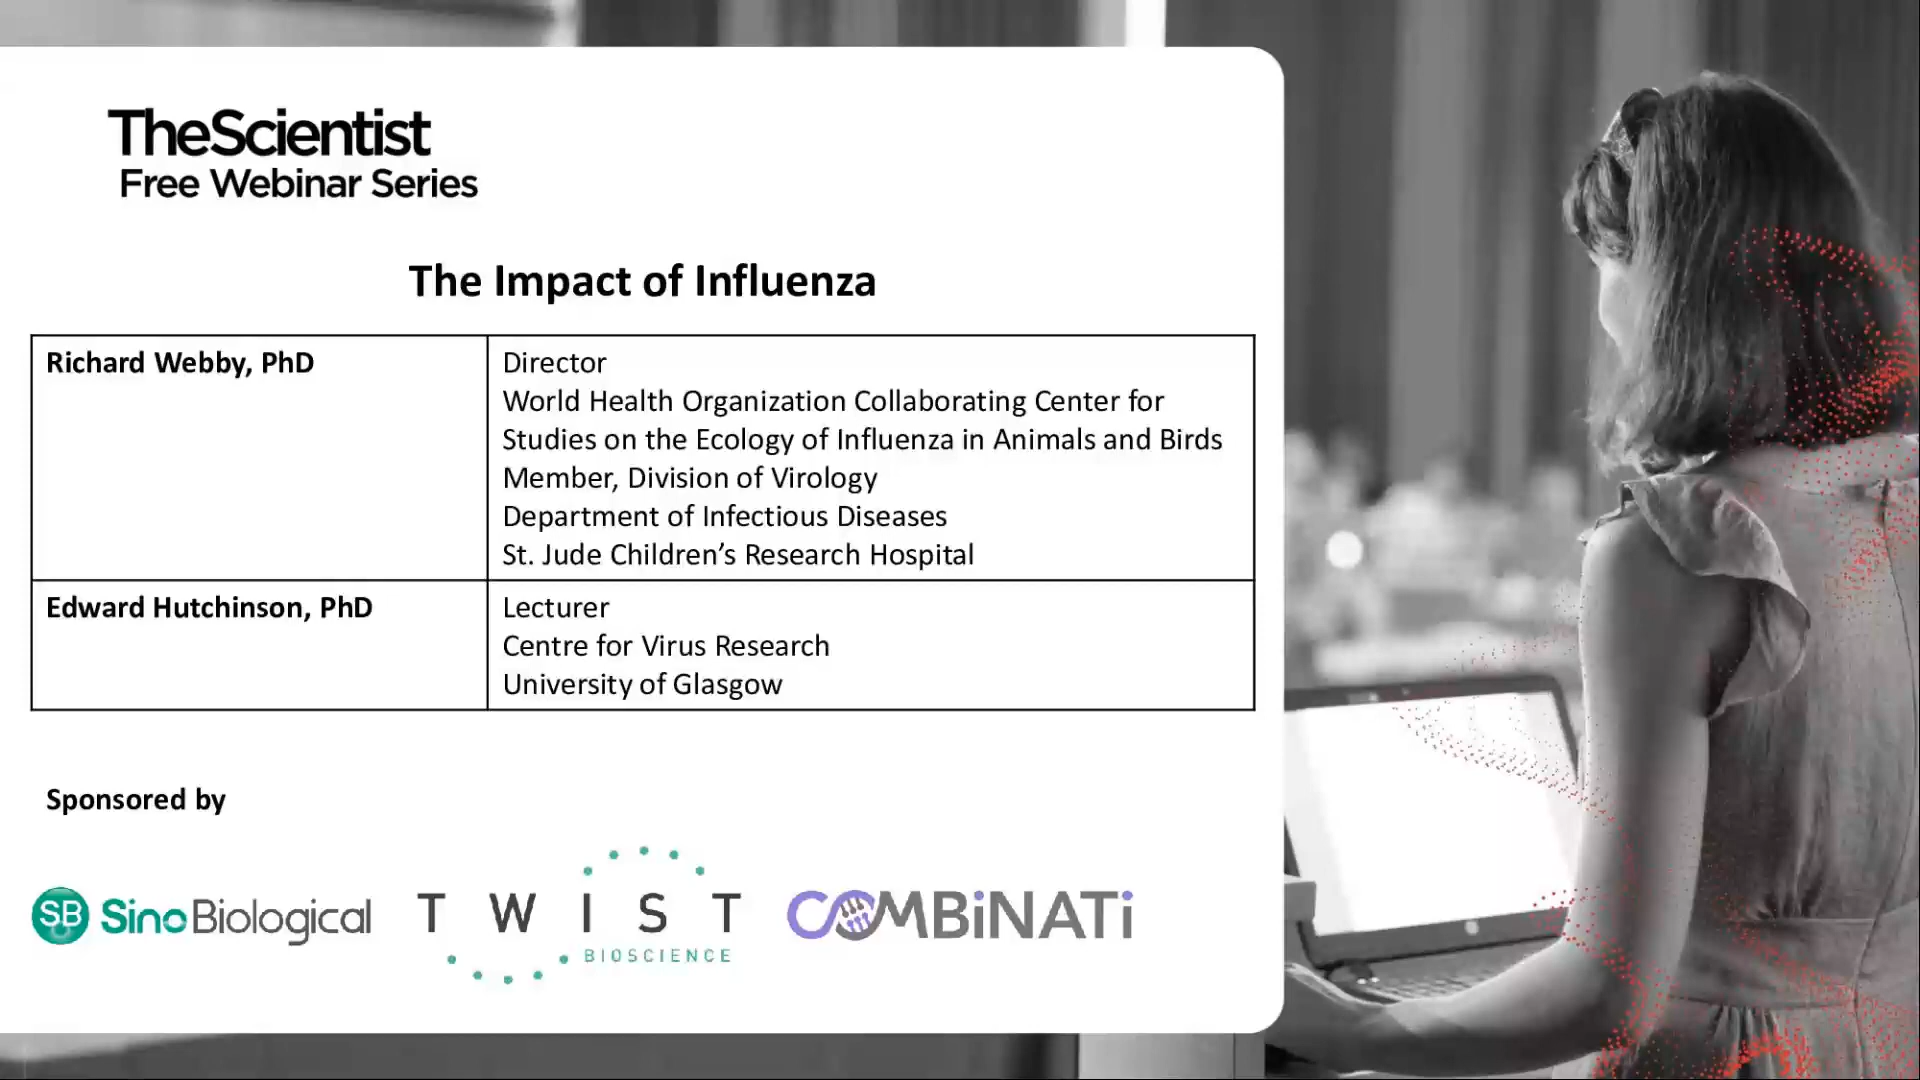 TheScientist
Free Webinar Series
The Impact of Influenza
Richard Webby, PhD
Director
World Health Organization Collaborating Center for
Studies on the Ecology of Influenza in Animals and Birds
Member, Division of Virology
Department of Infectious Diseases
St. Jude Children’s Research Hospital
Edward Hutchinson, PhD
Lecturer
Centre for Virus Research
University of Glasgow
Sponsored by
SB SinoBiological
TWIST
BIOSCIENCE
COMBiNATi